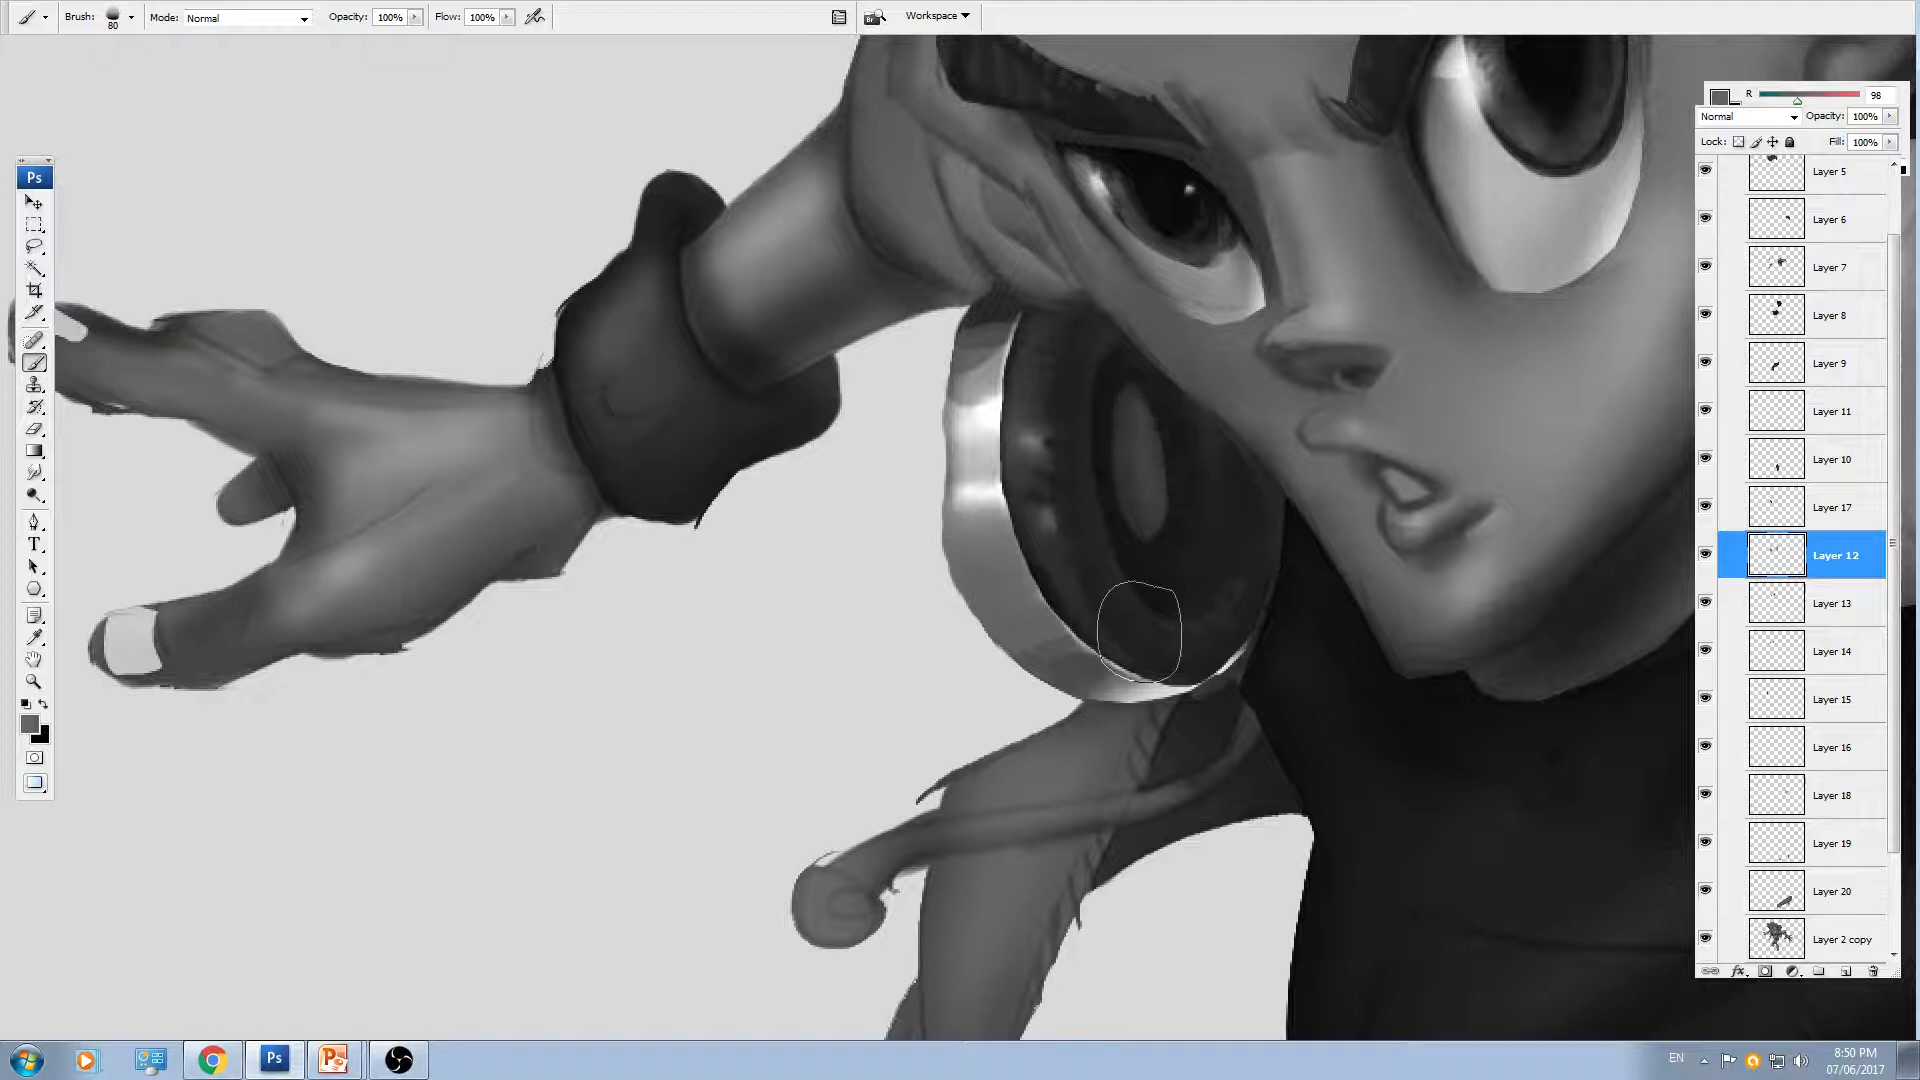 Brush: 80 Mode: Normal Opacity: 100% Flow: 100% Br Workspace
R 98
Normal Opacity: 100%
Lock: Fill: 100%
Ps
T
Layer 5
Layer 6
Layer 7
Layer 8
Layer 9
Layer 11
Layer 10
Layer 17
Layer 12
Layer 13
Layer 14
Layer 15
Layer 16
Layer 18
Layer 19
Layer 20
Layer 2 copy
fx
Ps
P
EN
8:50 PM
07/06/2017